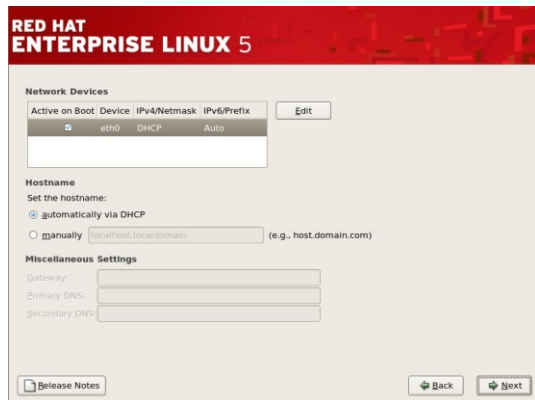 RED HAT
ENTERPRISE LINUX 5
Network Devices
Active on Boot Device IPv4/Netmask IPv6/Prefix
Edit
eth0 DHCP Auto
Hostname
Set the hostname:
automatically via DHCP
manually localhost.localdomain (e.g., host.domain.com)
Miscellaneous Settings
Gateway:
Primary DNS:
Secondary DNS:
Release Notes
Back
Next